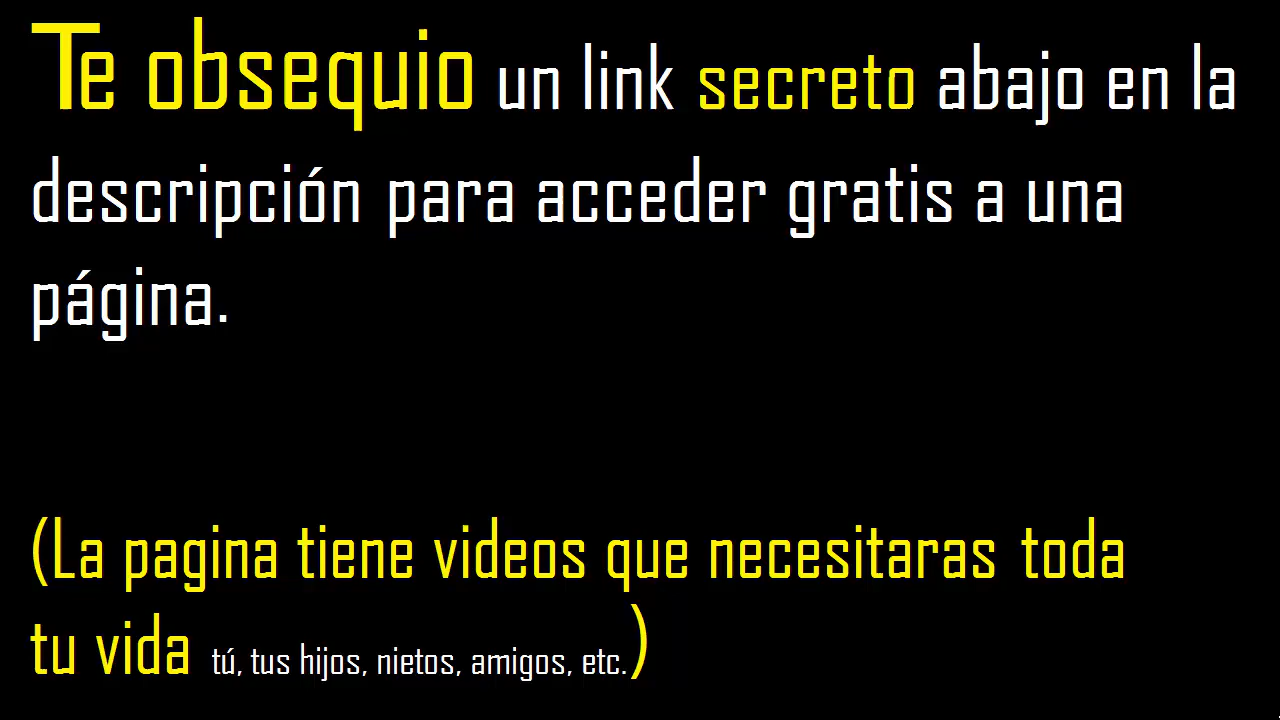 Te obsequio un link secreto abajo en la
descripción para acceder gratis a una
página.
(La pagina tiene videos que necesitaras toda
tu vida tú, tus hijos, nietos, amigos, etc.)